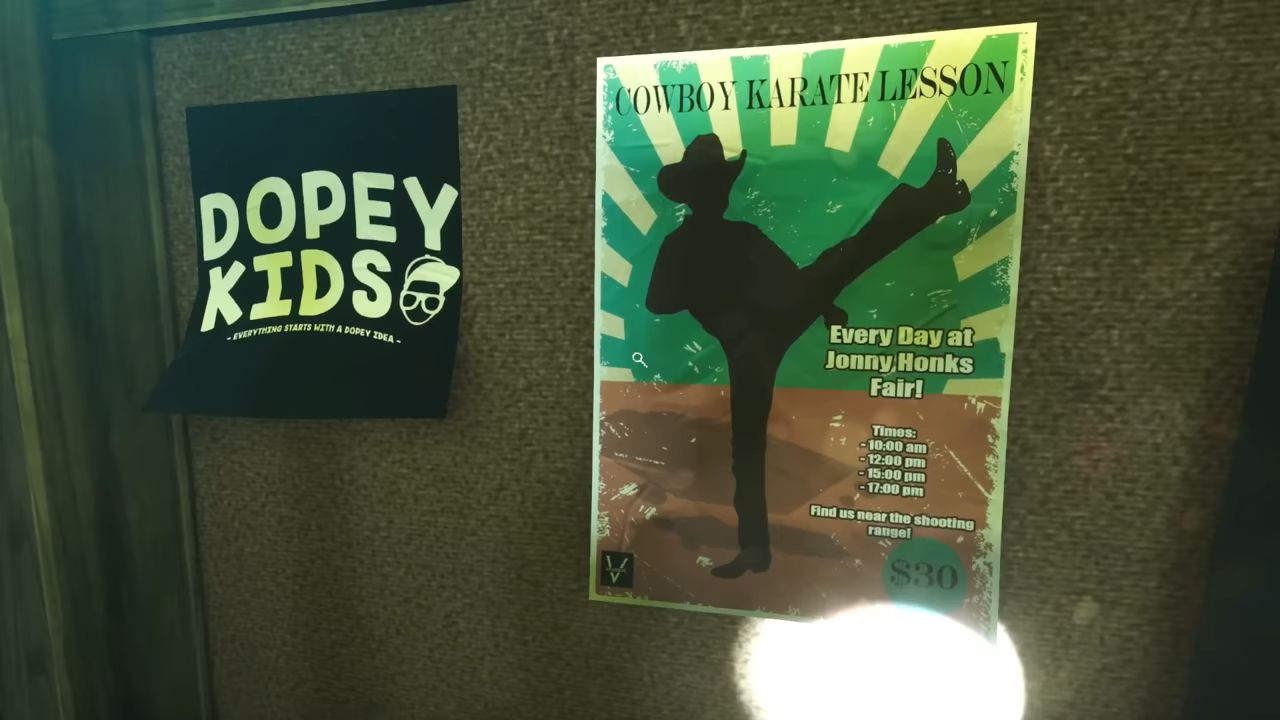 DOPEY
KIDS
- EVERYTHING STARTS WITH A DOPEY IDEA -
COWBOY KARATE LESSON
Every Day at
Jonny Honks
Fair!
Times:
- 10:00 am
- 12:00 pm
- 15:00 pm
- 17:00 pm
Find us near the shooting
range!
$30
V